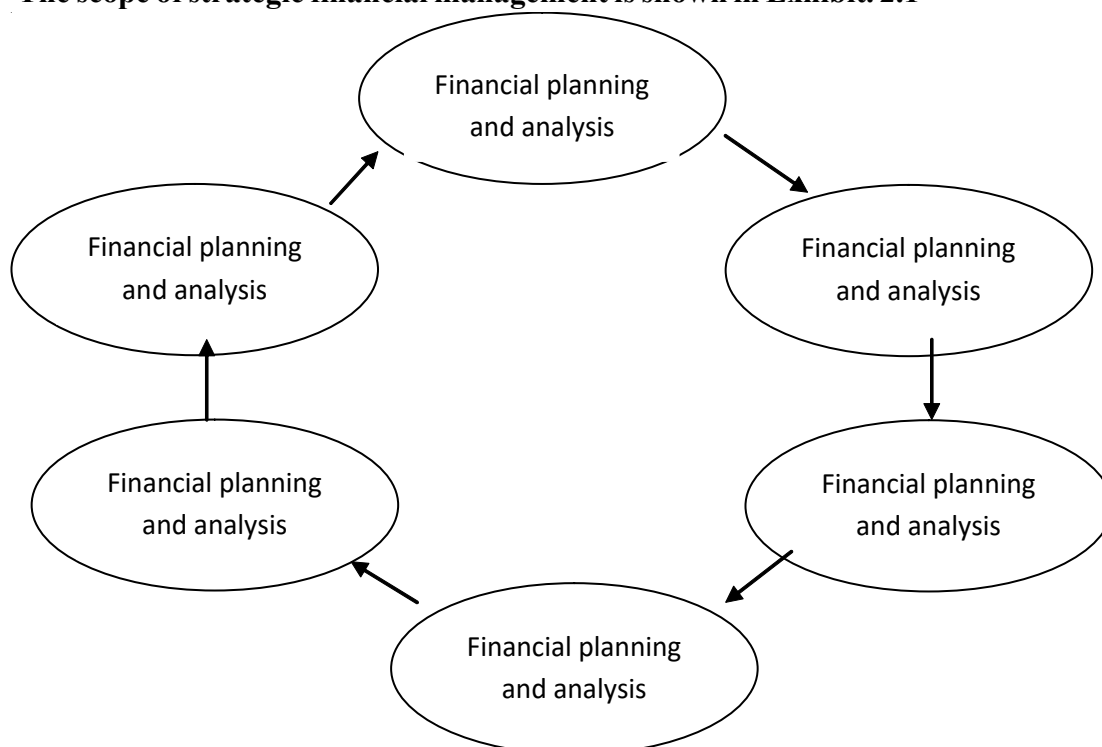 The scope of strategic financial management is shown in Exhibit. 2.1
Financial planning
and analysis
Financial planning
and analysis
Financial planning
and analysis
Financial planning
and analysis
Financial planning
and analysis
Financial planning
and analysis